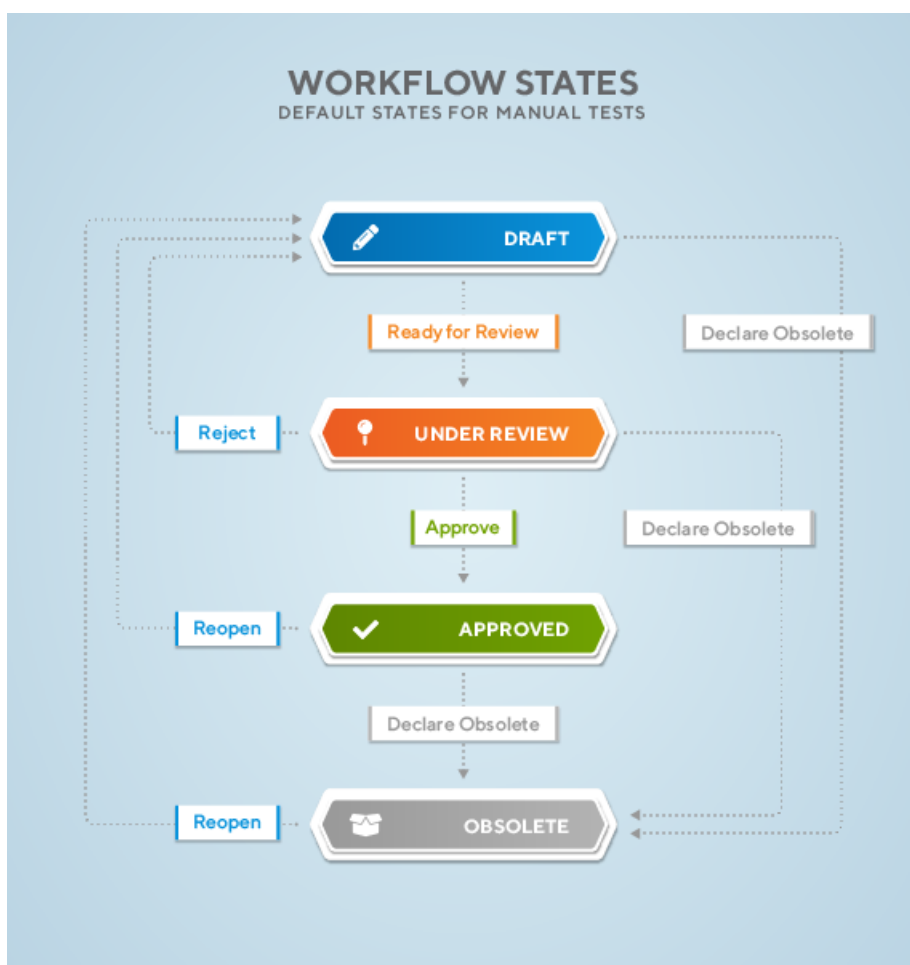 WORKFLOW STATES
DEFAULT STATES FOR MANUAL TESTS
DRAFT
Ready for Review
Declare Obsolete
Reject
UNDER REVIEW
Approve
Declare Obsolete
Reopen
APPROVED
Declare Obsolete
Reopen
OBSOLETE